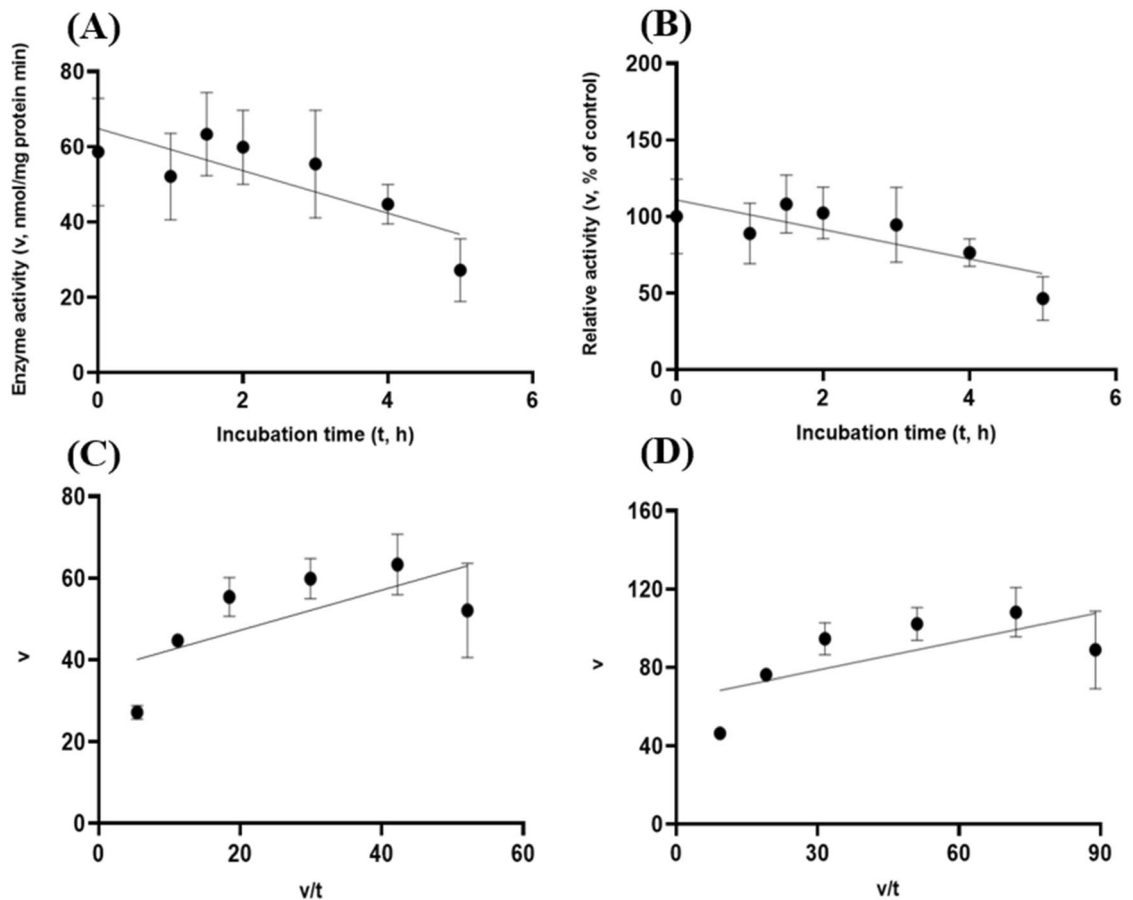 (A)
Enzyme activity (v, nmol/mg protein min)
80
60
40
20
0
0 2 4 6
Incubation time (t, h)
(B)
Relative activity (v, % of control)
200
150
100
50
0
0 2 4 6
Incubation time (t, h)
(C)
v
80
60
40
20
0
0 20 40 60
v/t
(D)
v
160
120
80
40
0
0 30 60 90
v/t